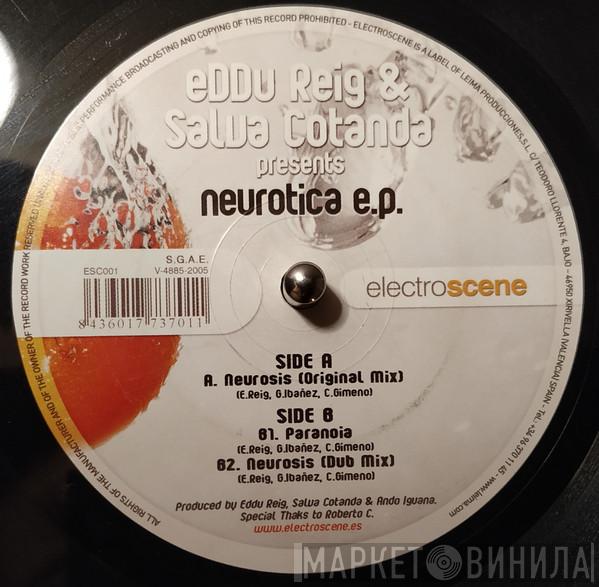 ALL RIGHTS OF THE MANUFACTURER AND OF THE OWNER OF THE RECORD WORK RESERVED PERFORMANCE BROADCASTING AND COPYING OF THIS RECORD PROHIBITED - ELECTROSCENE IS A LABEL OF LEIMA PRODUCCIONES, S.L. C/ TEODORO LLORENTE 4, BAJO - 46950 XIRIVELLA (VALENCIA) SPAIN - Tel.: +34 96 370 11 45 - www.leima.com
eddu Reig &
Salva Cotanda
presents
neurotica e.p.
S.G.A.E.
ESC001 V-4885-2005
8 436017 737011
electroscene
SIDE A
A. Neurosis (Original Mix)
(E.Reig, G.Ibañez, C.Gimeno)
SIDE B
B1. Paranoia
(E.Reig, G.Ibañez, C.Gimeno)
B2. Neurosis (Dub Mix)
(E.Reig, G.Ibañez, C.Gimeno)
Produced by Eddu Reig, Salva Cotanda & Ando Iguana.
Special Thaks to Roberto C.
www.electroscene.es
МАРКЕТ ВИНИЛА